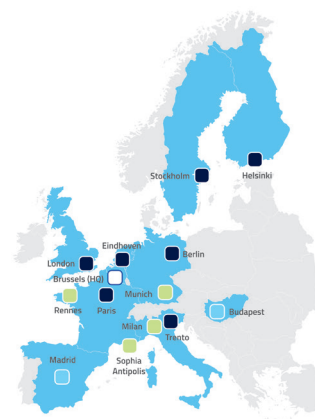 Stockholm
Helsinki
Eindhoven
Berlin
London
Brussels (HQ)
Munich
Rennes
Paris
Budapest
Milan
Trento
Madrid
Sophia
Antipolis